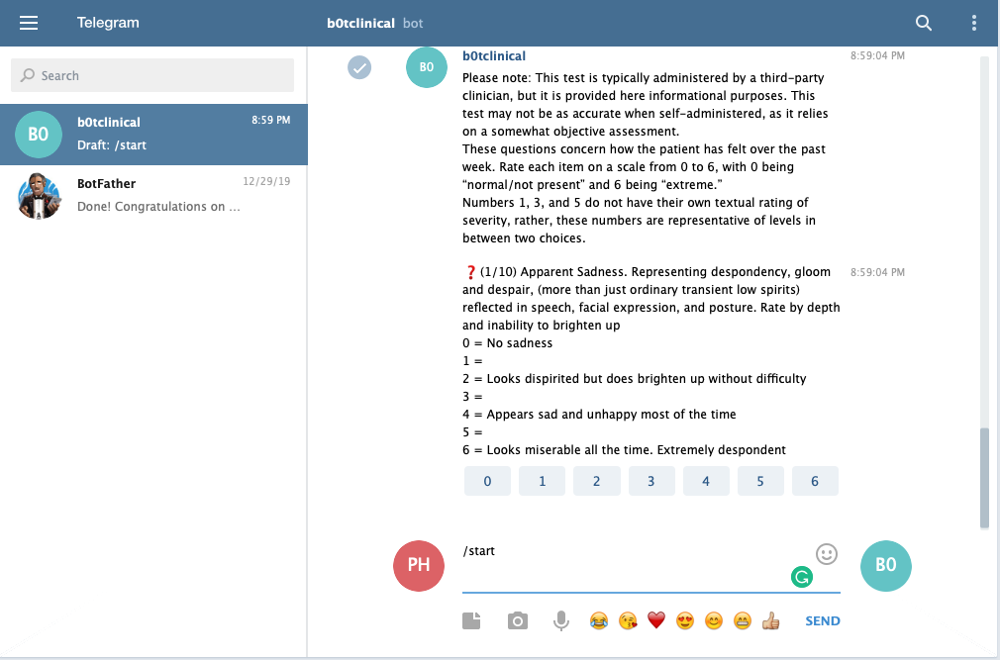 Telegram
b0tclinical bot
Search
B0
b0tclinical
8:59 PM
Draft: /start
BotFather
12/29/19
Done! Congratulations on ...
B0
b0tclinical
8:59:04 PM
Please note: This test is typically administered by a third-party
clinician, but it is provided here informational purposes. This
test may not be as accurate when self-administered, as it relies
on a somewhat objective assessment.
These questions concern how the patient has felt over the past
week. Rate each item on a scale from 0 to 6, with 0 being
“normal/not present” and 6 being “extreme.”
Numbers 1, 3, and 5 do not have their own textual rating of
severity, rather, these numbers are representative of levels in
between two choices.
❓(1/10) Apparent Sadness. Representing despondency, gloom
8:59:04 PM
and despair, (more than just ordinary transient low spirits)
reflected in speech, facial expression, and posture. Rate by depth
and inability to brighten up
0 = No sadness
1 =
2 = Looks dispirited but does brighten up without difficulty
3 =
4 = Appears sad and unhappy most of the time
5 =
6 = Looks miserable all the time. Extremely despondent
0 1 2 3 4 5 6
PH
/start
B0
SEND